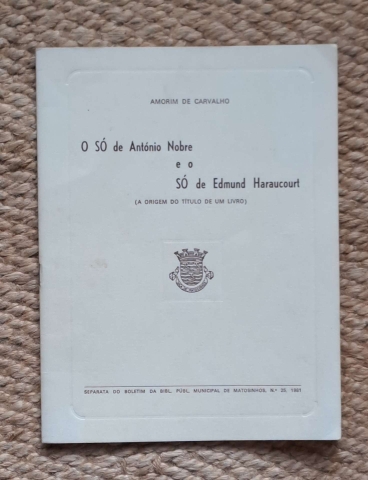 AMORIM DE CARVALHO
O SÓ de António Nobre
e o
SÓ de Edmund Haraucourt
(A ORIGEM DO TÍTULO DE UM LIVRO)
SEPARATA DO BOLETIM DA BIBL. PÚBL. MUNICIPAL DE MATOSINHOS, N.º 25, 1981